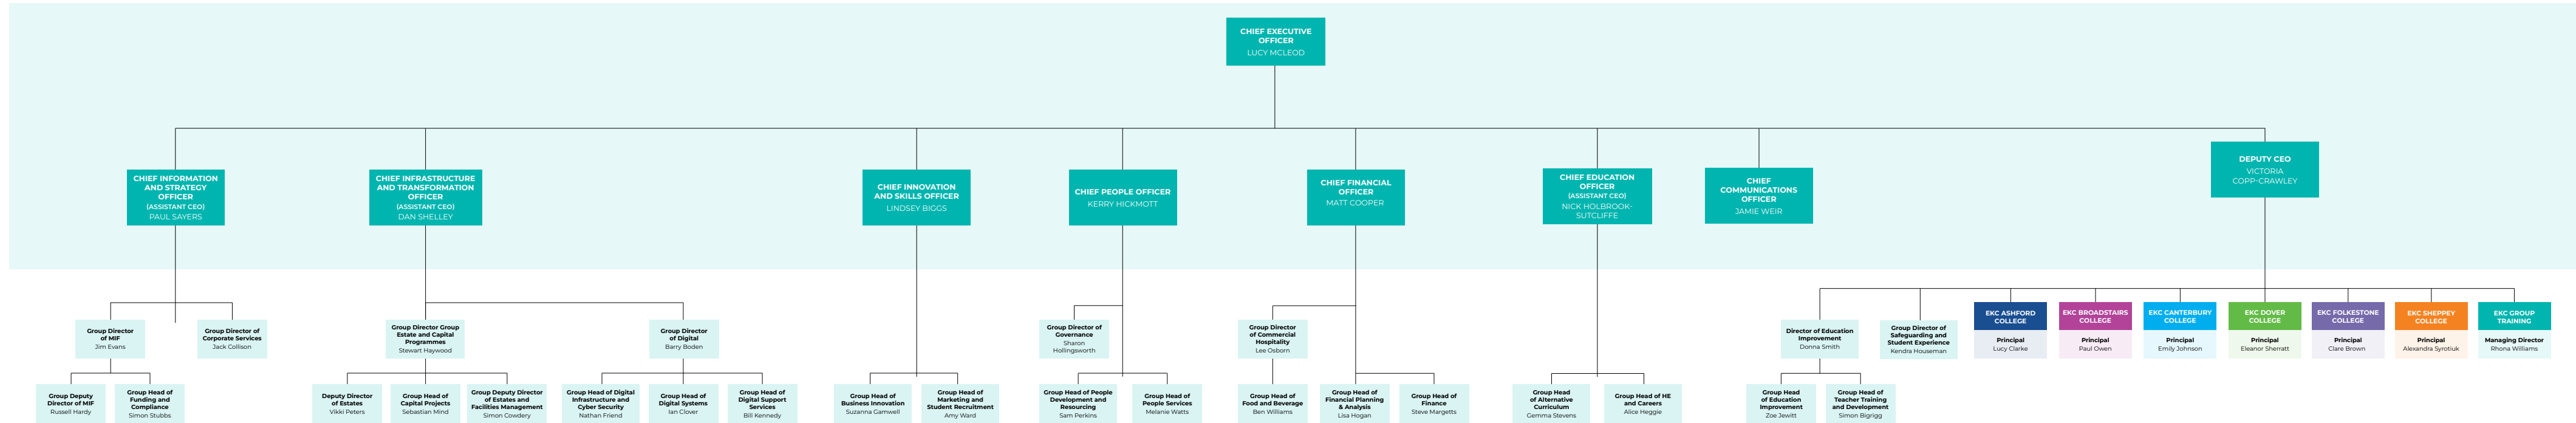 CHIEF EXECUTIVE
OFFICER
LUCY MCLEOD
CHIEF INFORMATION
AND STRATEGY
OFFICER
(ASSISTANT CEO)
PAUL SAYERS
CHIEF INFRASTRUCTURE
AND TRANSFORMATION
OFFICER
(ASSISTANT CEO)
DAN SHELLEY
CHIEF INNOVATION
AND SKILLS OFFICER
LINDSEY BIGGS
CHIEF PEOPLE OFFICER
KERRY HICKMOTT
CHIEF FINANCIAL
OFFICER
MATT COOPER
CHIEF EDUCATION
OFFICER
(ASSISTANT CEO)
NICK HOLBROOK-
SUTCLIFFE
CHIEF
COMMUNICATIONS
OFFICER
JAMIE WEIR
DEPUTY CEO
VICTORIA
COPP-CRAWLEY
Group Director
of MIF
Jim Evans
Group Director of
Corporate Services
Jack Collison
Group Director Group
Estate and Capital
Programmes
Stewart Haywood
Group Director
of Digital
Barry Boden
Group Director of
Governance
Sharon
Hollingsworth
Group Director
of Commercial
Hospitality
Lee Osborn
Director of Education
Improvement
Donna Smith
Group Director of
Safeguarding and
Student Experience
Kendra Houseman
EKC ASHFORD
COLLEGE
Principal
Lucy Clarke
EKC BROADSTAIRS
COLLEGE
Principal
Paul Owen
EKC CANTERBURY
COLLEGE
Principal
Emily Johnson
EKC DOVER
COLLEGE
Principal
Eleanor Sherratt
EKC FOLKESTONE
COLLEGE
Principal
Clare Brown
EKC SHEPPEY
COLLEGE
Principal
Alexandra Syrotiuk
EKC GROUP
TRAINING
Managing Director
Rhona Williams
Group Deputy
Director of MIF
Russell Hardy
Group Head of
Funding and
Compliance
Simon Stubbs
Deputy Director
of Estates
Vikki Peters
Group Head of
Capital Projects
Sebastian Mind
Group Deputy Director
of Estates and
Facilities Management
Simon Cowdery
Group Head of Digital
Infrastructure and
Cyber Security
Nathan Friend
Group Head of
Digital Systems
Ian Clover
Group Head of
Digital Support
Services
Bill Kennedy
Group Head of
Business Innovation
Suzanna Gamwell
Group Head of
Marketing and
Student Recruitment
Amy Ward
Group Head of People
Development and
Resourcing
Sam Perkins
Group Head of
People Services
Melanie Watts
Group Head of
Food and Beverage
Ben Williams
Group Head of
Financial Planning
& Analysis
Lisa Hogan
Group Head of
Finance
Steve Margetts
Group Head
of Alternative
Curriculum
Gemma Stevens
Group Head of HE
and Careers
Alice Heggie
Group Head
of Education
Improvement
Zoe Jewitt
Group Head of
Teacher Training
and Development
Simon Bigrigg